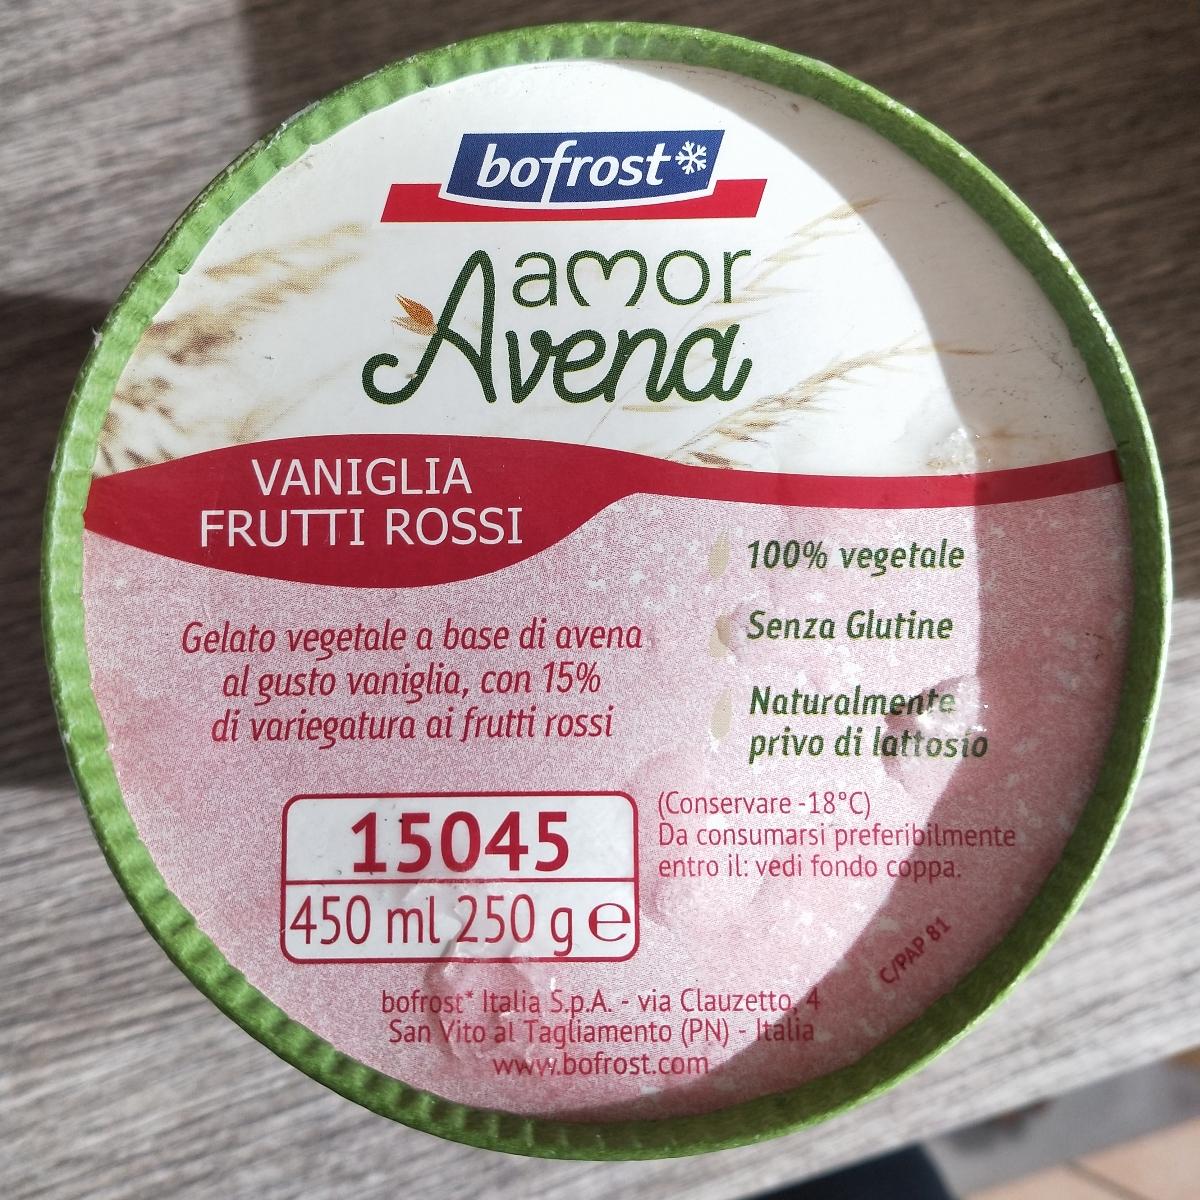 bofrost*
amor
Avena
VANIGLIA
FRUTTI ROSSI
100% vegetale
Senza Glutine
Naturalmente
privo di lattosio
Gelato vegetale a base di avena
al gusto vaniglia, con 15%
di variegatura ai frutti rossi
15045
450 ml 250 g e
(Conservare -18°C)
Da consumarsi preferibilmente
entro il: vedi fondo coppa.
C/PAP 81
bofrost* Italia S.p.A. - via Clauzetto, 4
San Vito al Tagliamento (PN) - Italia
www.bofrost.com